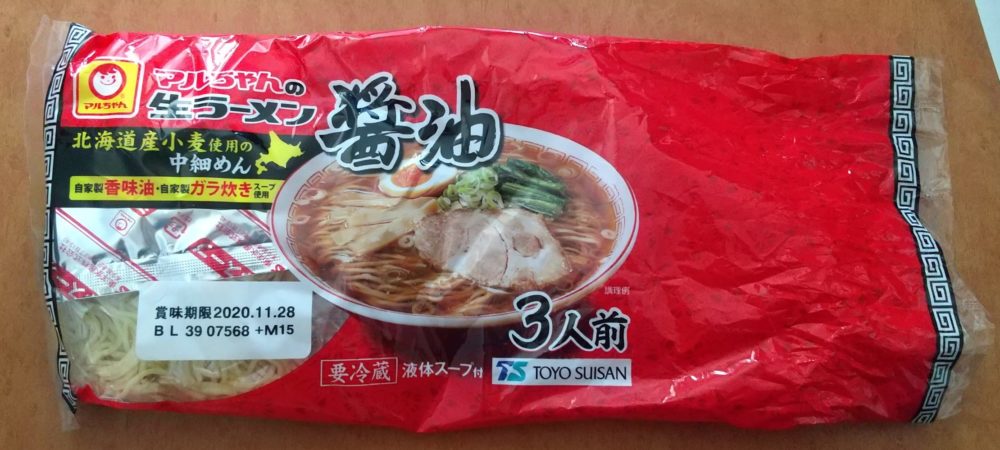 マルちゃん
マルちゃんの
生ラーメン
醤油
北海道産小麦使用の
中細めん
自家製香味油・自家製ガラ炊きスープ使用
賞味期限2020.11.28
B L 39 07568 +M15
調理例
3人前
要冷蔵 液体スープ付
TS TOYO SUISAN